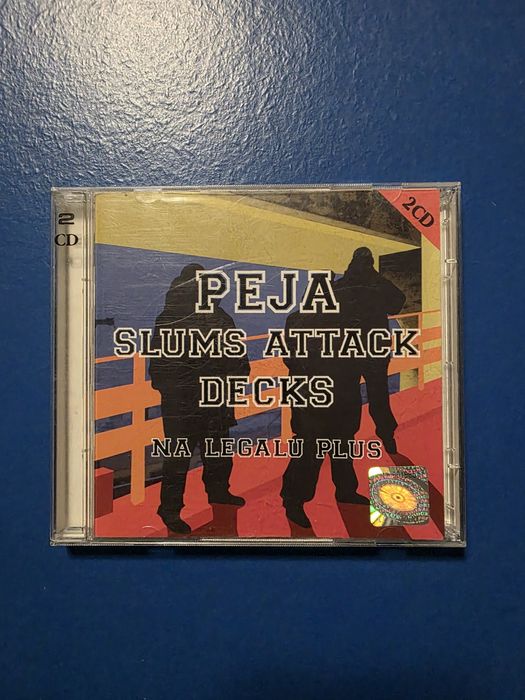 2
CD
2CD
PEJA
SLUMS ATTACK
DECKS
NA LEGALU PLUS